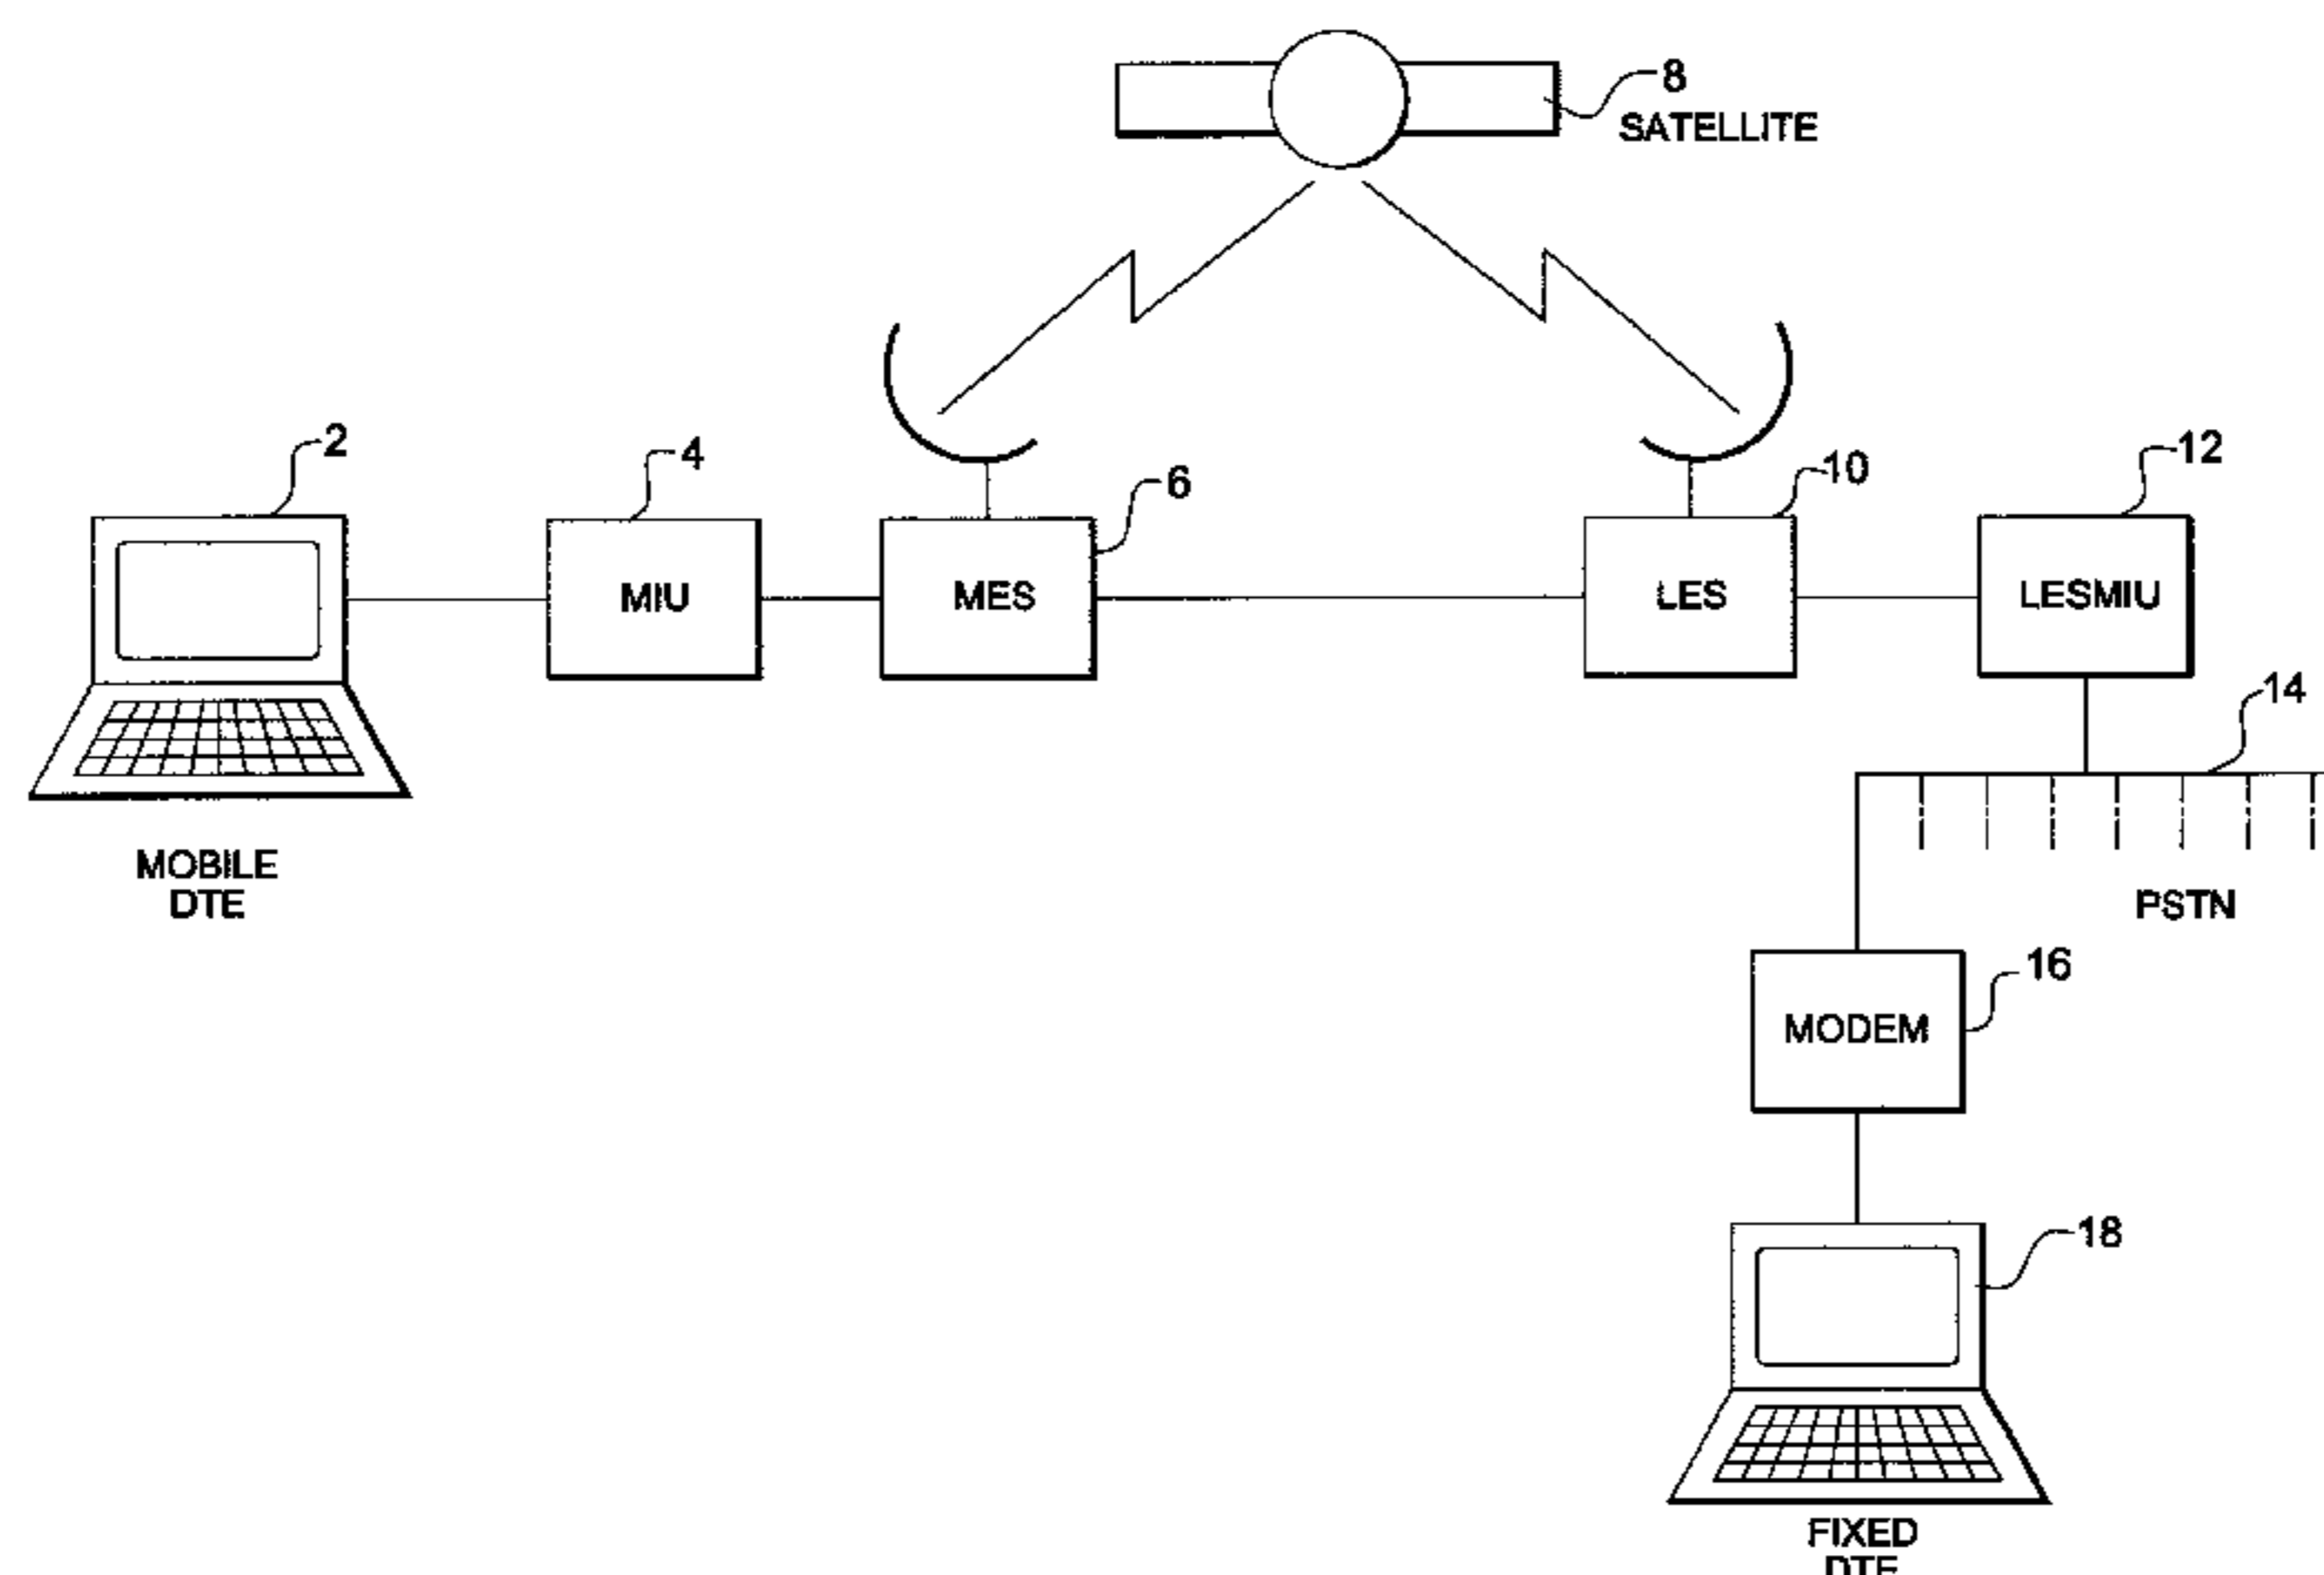 8
SATELLITE
2
4
6
10
12
MIU
MES
LES
LESMIU
14
MOBILE
DTE
PSTN
16
MODEM
18
FIXED
DTE